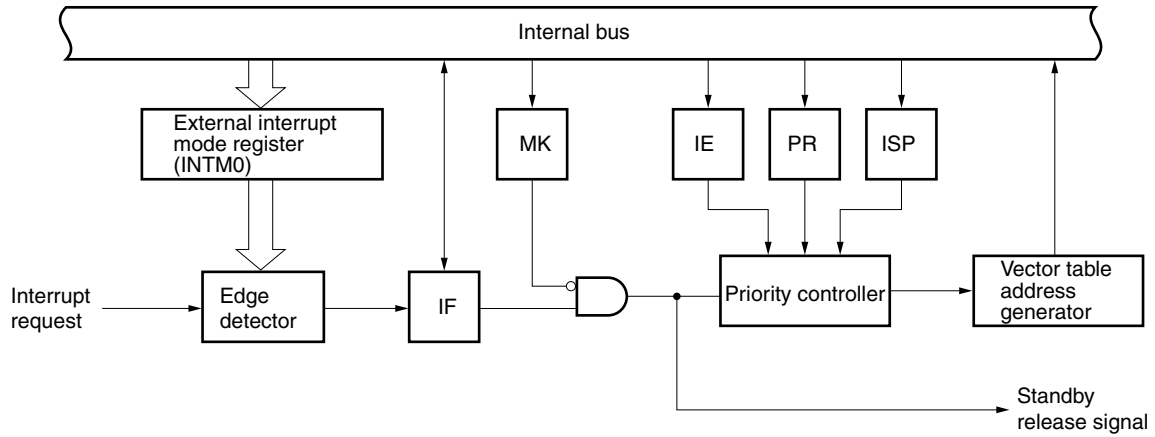 Internal bus
External interrupt
mode register
(INTM0)
MK
IE
PR
ISP
Interrupt
request
Edge
detector
IF
Priority controller
Vector table
address
generator
Standby
release signal